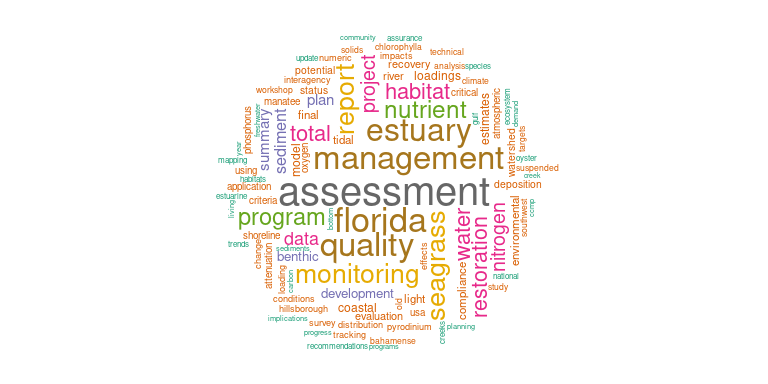 community
assurance
solids
chlorophylla
update
numeric
impacts
technical
potential
report
project
recovery
analysis
species
interagency
river
loadings
climate
workshop
status
habitat
critical
manatee
plan
nutrient
estimates
atmospheric
ecosystem
demand
phosphorus
freshwater
summary
sediment
final
total
tidal
estuary
gulf
watershed
targets
year
mapping
model
oxygen
management
oyster
suspended
using
creek
habitats
application
assessment
deposition
estuarine
criteria
living
program
bottom
florida
seagrass
water
restoration
nitrogen
environmental
southwest
ccmp
shoreline
data
quality
trends
change
attenuation
sediments
benthic
effects
loading
carbon
monitoring
compliance
national
study
conditions
development
old
light
hillsborough
coastal
usa
implications
evaluation
survey
distribution
pyrodinium
creeks
planning
progress
tracking
bahamense
recommendations
programs